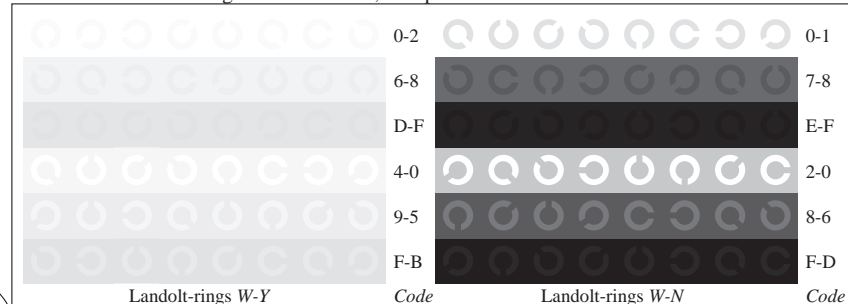 0-2 0-1
6-8 7-8
D-F E-F
4-0 2-0
9-5 8-6
F-B F-D
Landolt-rings W-Y Code Landolt-rings W-N Code